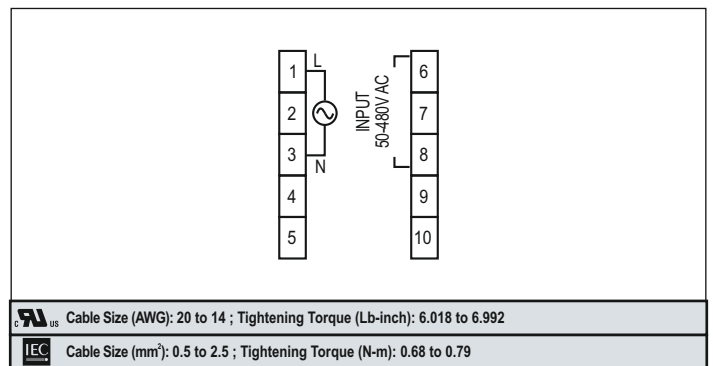 1 L
2
3 N
4
5
INPUT
50-480V AC
6
7
8
9
10
c RU US Cable Size (AWG): 20 to 14 ; Tightening Torque (Lb-inch): 6.018 to 6.992
IEC Cable Size (mm²): 0.5 to 2.5 ; Tightening Torque (N-m): 0.68 to 0.79